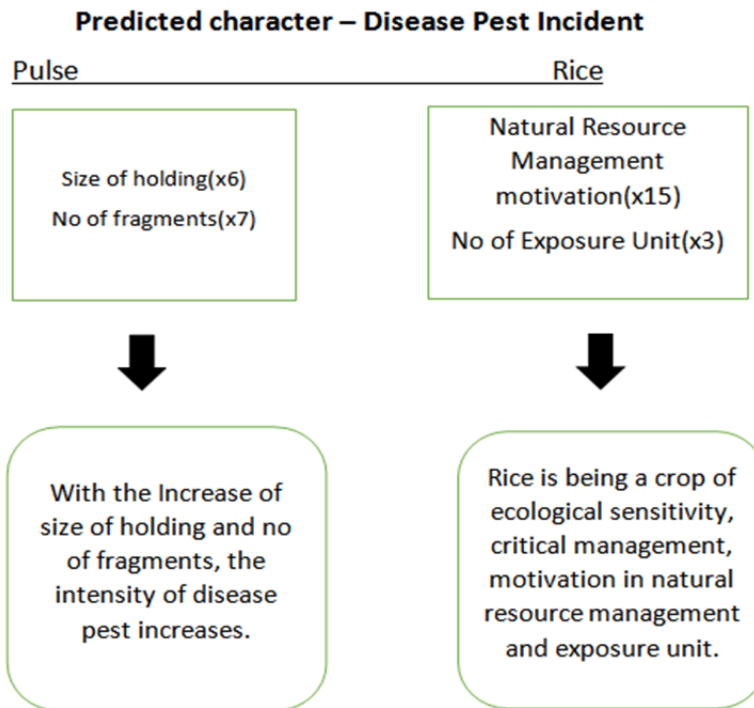 Predicted character – Disease Pest Incident
Pulse Rice
Size of holding(x6)
No of fragments(x7)
Natural Resource
Management
motivation(x15)
No of Exposure Unit(x3)
With the Increase of
size of holding and no
of fragments, the
intensity of disease
pest increases.
Rice is being a crop of
ecological sensitivity,
critical management,
motivation in natural
resource management
and exposure unit.